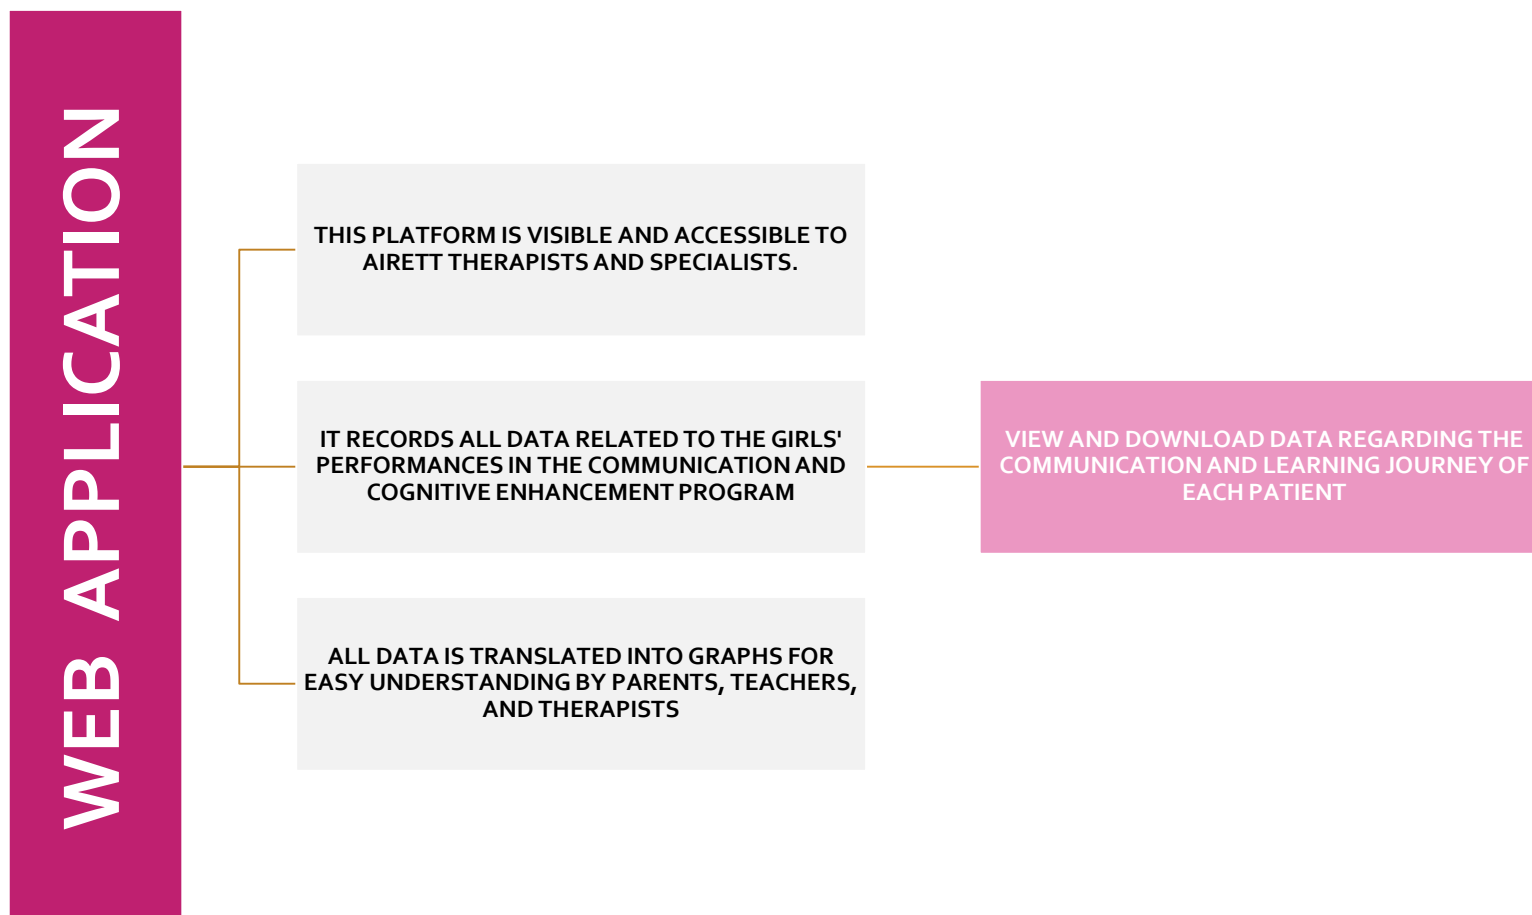 WEB APPLICATION
THIS PLATFORM IS VISIBLE AND ACCESSIBLE TO
AIRETT THERAPISTS AND SPECIALISTS.
IT RECORDS ALL DATA RELATED TO THE GIRLS'
PERFORMANCES IN THE COMMUNICATION AND
COGNITIVE ENHANCEMENT PROGRAM
VIEW AND DOWNLOAD DATA REGARDING THE
COMMUNICATION AND LEARNING JOURNEY OF
EACH PATIENT
ALL DATA IS TRANSLATED INTO GRAPHS FOR
EASY UNDERSTANDING BY PARENTS, TEACHERS,
AND THERAPISTS